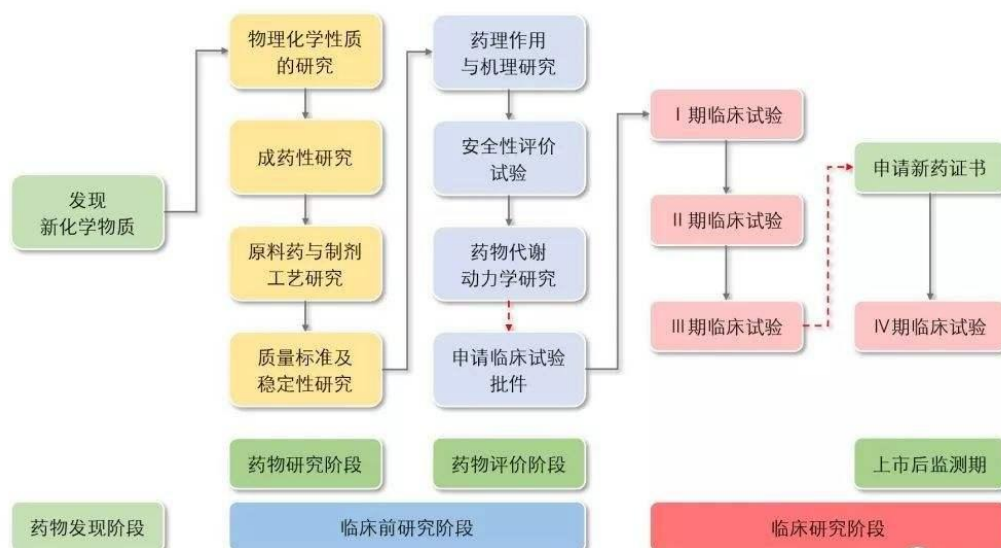 发现
新化学物质
物理化学性质
的研究
成药性研究
原料药与制剂
工艺研究
质量标准及
稳定性研究
药理作用
与机理研究
安全性评价
试验
药物代谢
动力学研究
申请临床试验
批件
I 期临床试验
II 期临床试验
III期临床试验
申请新药证书
IV期临床试验
药物研究阶段
药物评价阶段
上市后监测期
药物发现阶段
临床前研究阶段
临床研究阶段